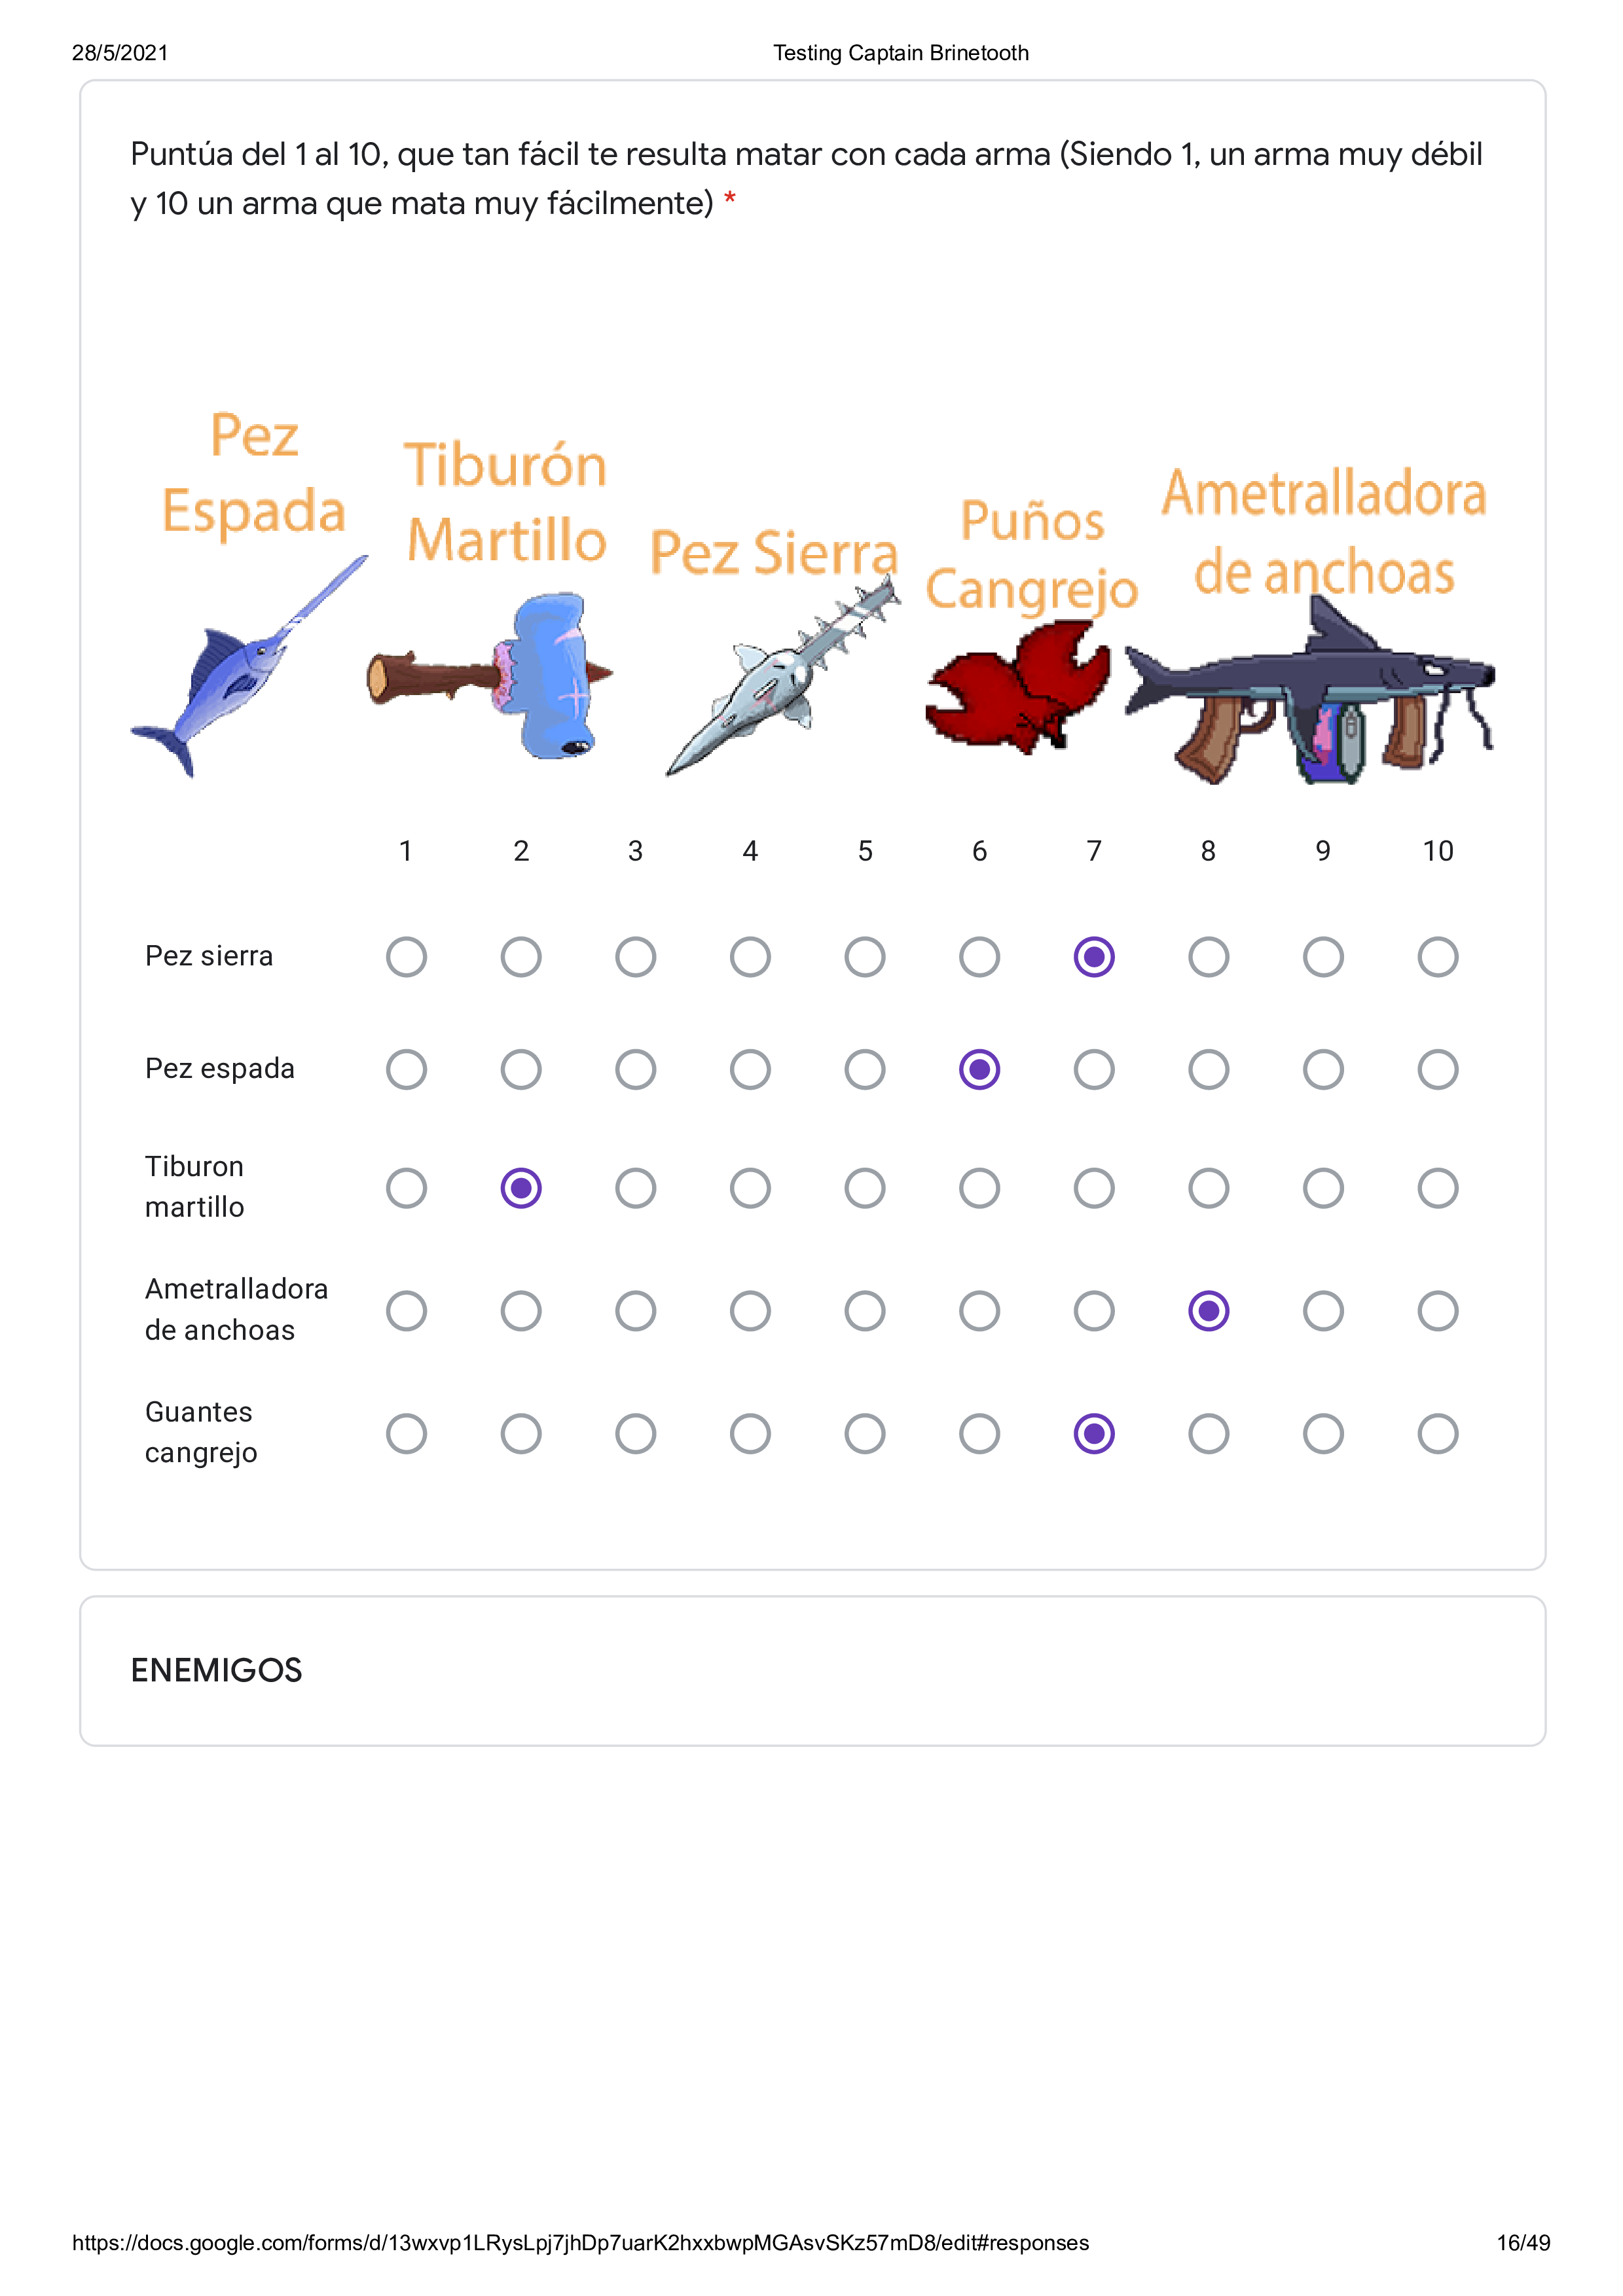 28/5/2021 Testing Captain Brinetooth
Puntúa del 1 al 10, que tan fácil te resulta matar con cada arma (Siendo 1, un arma muy débil
y 10 un arma que mata muy fácilmente) *
Pez
Espada
Tiburón
Martillo
Pez Sierra
Puños
Cangrejo
Ametralladora
de anchoas
1 2 3 4 5 6 7 8 9 10
Pez sierra
Pez espada
Tiburon
martillo
Ametralladora
de anchoas
Guantes
cangrejo
ENEMIGOS
https://docs.google.com/forms/d/13wxvp1LRysLpj7jhDp7uarK2hxxbwpMGAsvSKz57mD8/edit#responses 16/49